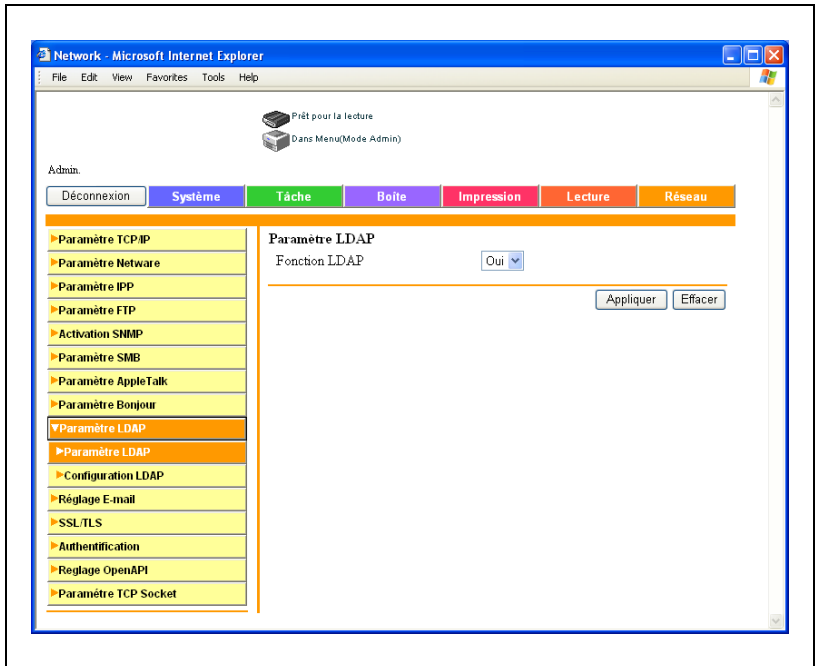 Network - Microsoft Internet Explorer
File Edit View Favorites Tools Help
Prêt pour la lecture
Dans Menu(Mode Admin)
Admin.
Déconnexion Système Tâche Boîte Impression Lecture Réseau
Paramètre TCP/IP
Paramètre Netware
Paramètre IPP
Paramètre FTP
Activation SNMP
Paramètre SMB
Paramètre AppleTalk
Paramètre Bonjour
Paramètre LDAP
Paramètre LDAP
Configuration LDAP
Réglage E-mail
SSL/TLS
Authentification
Reglage OpenAPI
Paramétre TCP Socket
Paramètre LDAP
Fonction LDAP Oui
Appliquer Effacer